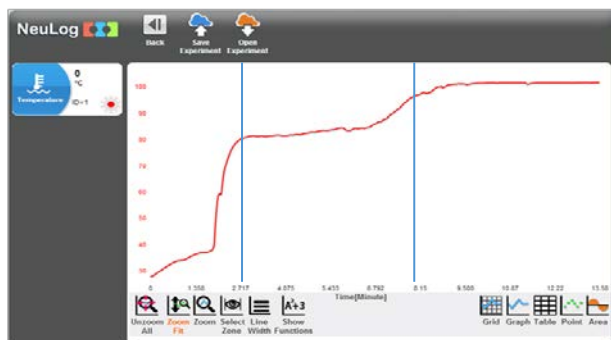 NeuLog
Back
Save Experiment
Open Experiment
0
°C
Temperature
ID=1
100
90
80
70
60
50
40
30
0
1.358
2.717
4.075
5.433
6.792
8.15
9.508
10.87
12.22
13.58
Time[Minute]
Unzoom All
Zoom Fit
Zoom
Select Zone
Line Width
A²+3
Show Functions
Grid
Graph
Table
Point
Area